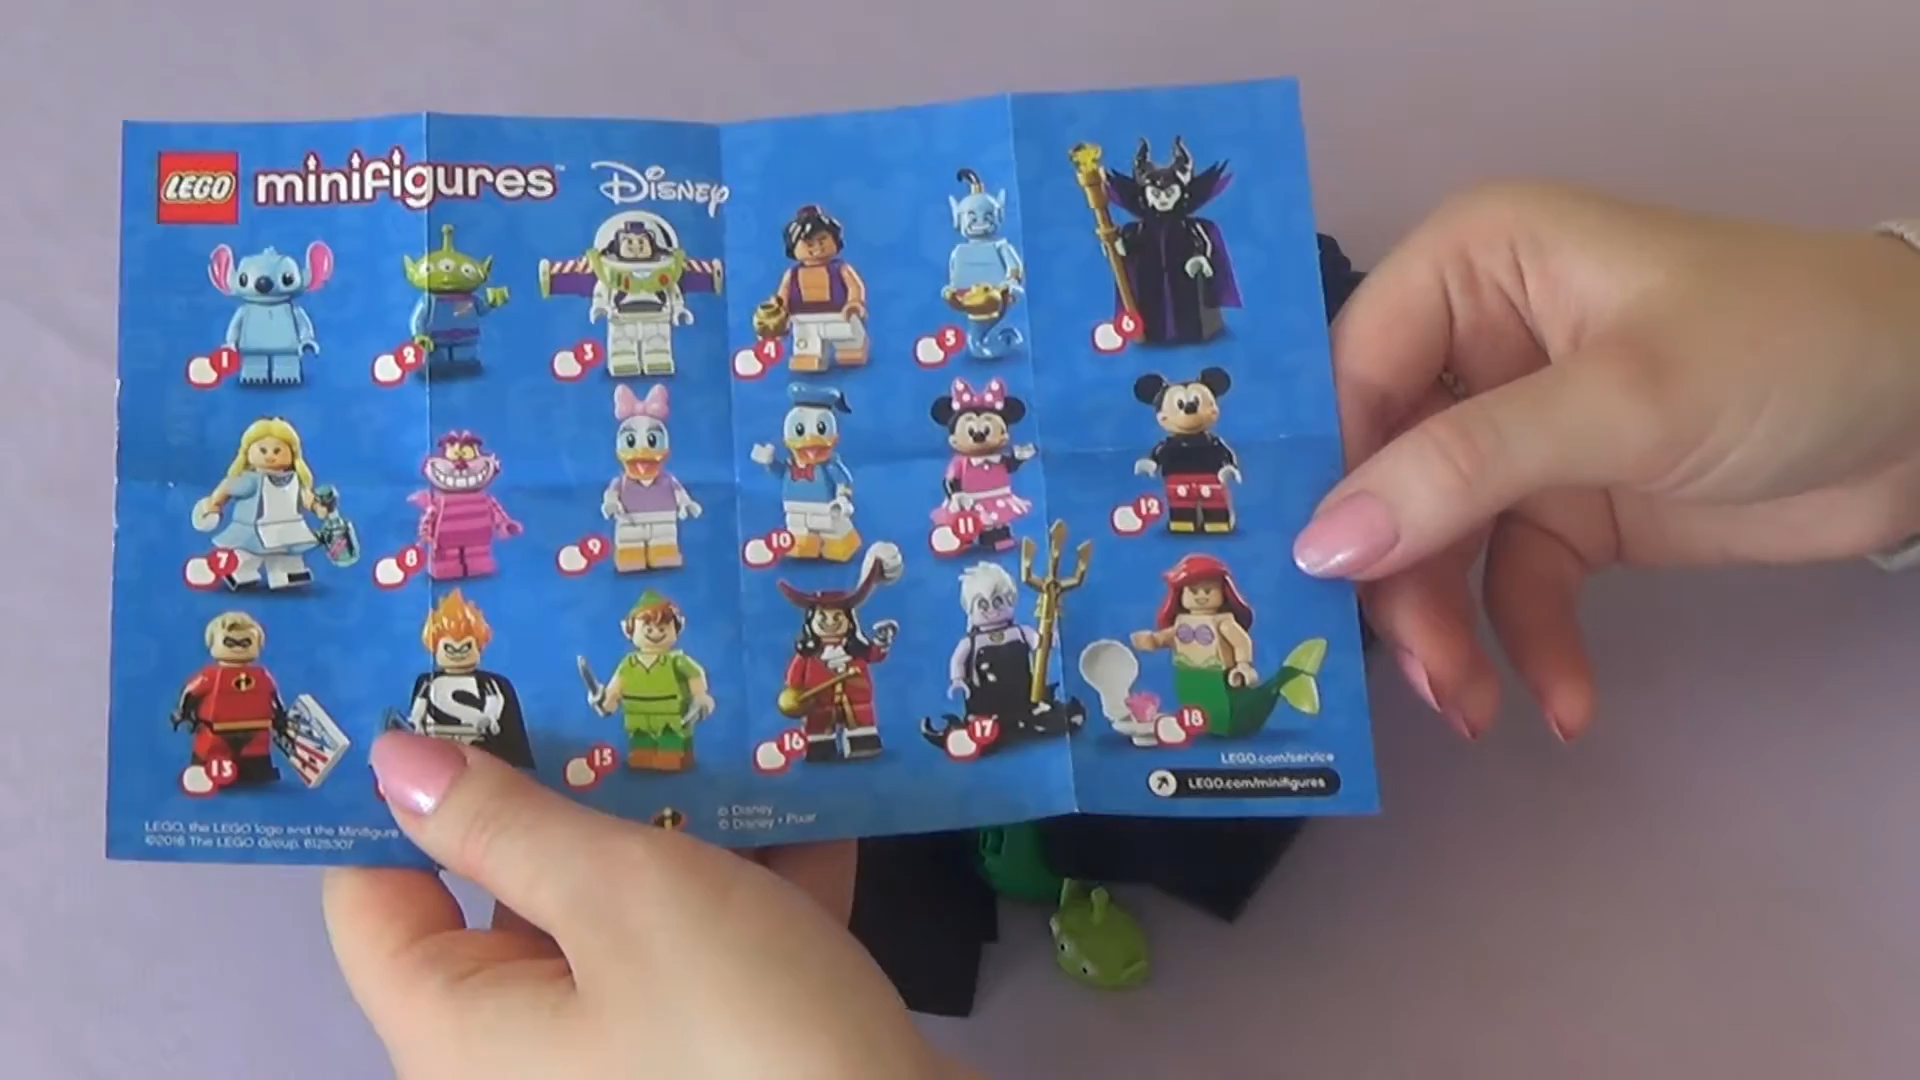 LEGO minifigures™ Disney
1
2
3
4
5
6
7
8
9
10
11
12
13
15
16
17
18
LEGO.com/service
LEGO.com/minifigures
© Disney
© Disney • Pixar
LEGO, the LEGO logo and the Minifigure
©2016 The LEGO Group. 6125307